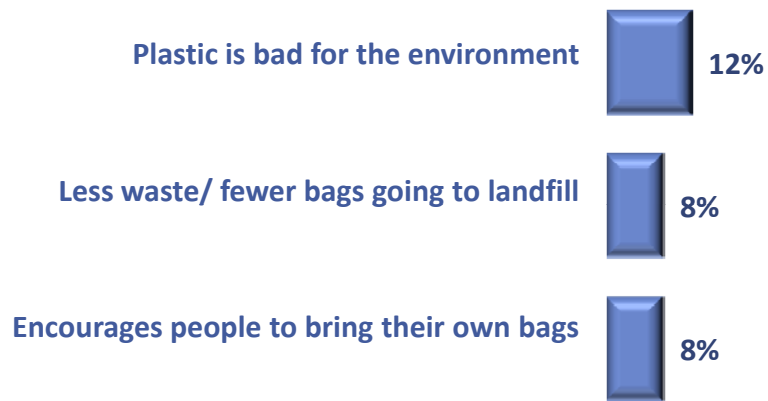 Plastic is bad for the environment 12%
Less waste/ fewer bags going to landfill 8%
Encourages people to bring their own bags 8%